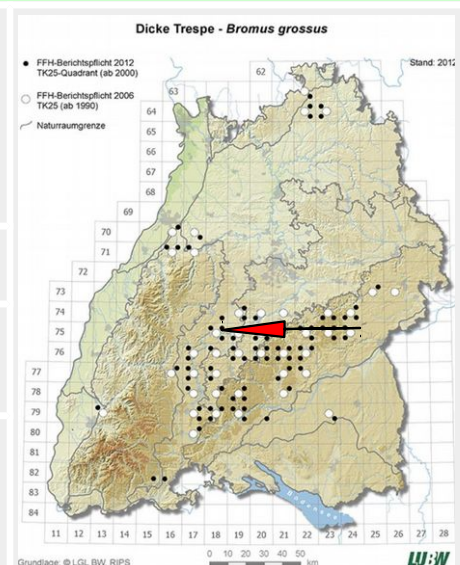 Dicke Trespe - Bromus grossus
FFH-Berichtspflicht 2012
TK25-Quadrant (ab 2000)
FFH-Berichtspflicht 2006
TK25 (ab 1990)
Naturraumgrenze
Stand: 2012
62
63
64
65
66
67
68
69
70
71
72
73
74
75
76
77
78
79
80
81
82
83
84
11 12 13 14 15 16 17 18 19 20 21 22 23 24 25 26 27 28
0 10 20 30 40 50
km
Grundlage: © LGL BW, RIPS
LUBW